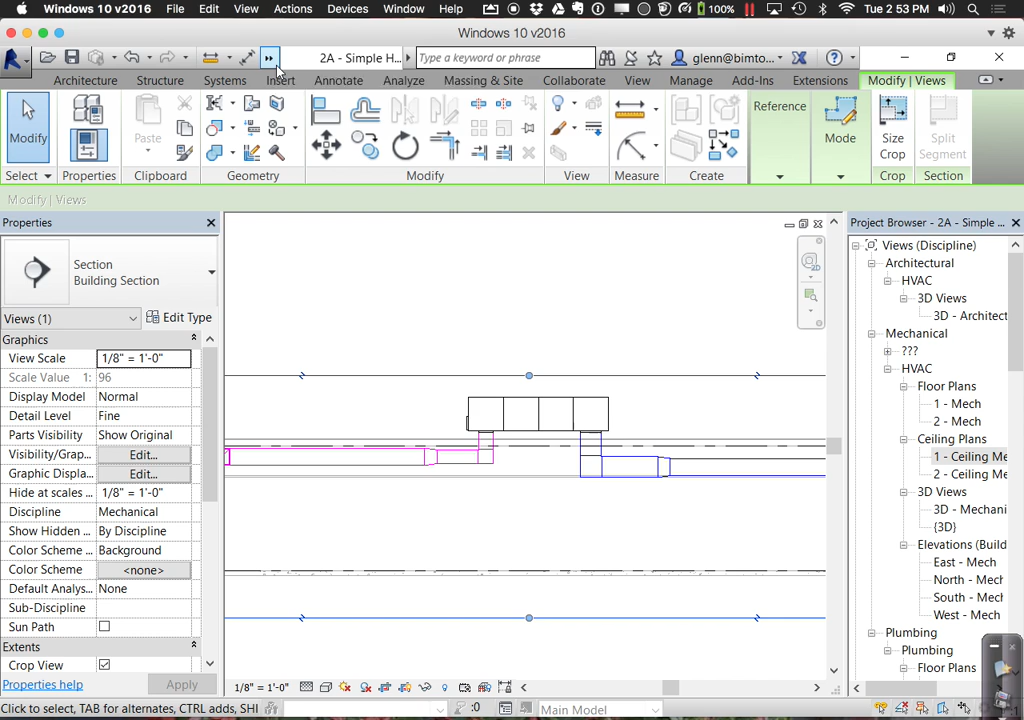 Windows 10 v2016 File Edit View Actions Devices Window Help 100% Tue 2 53 PM
Windows 10 v2016
2A - Simple H... Type a keyword or phrase glenn@bimto...
Architecture Structure Systems Insert Annotate Analyze Massing & Site Collaborate View Manage Add-Ins Extensions Modify | Views
Modify Paste Reference Mode Size Crop Split Segment
Select Properties Clipboard Geometry Modify View Measure Create Crop Section
Modify | Views
Properties
Section
Building Section
Views (1) Edit Type
Graphics
View Scale 1/8" = 1'-0"
Scale Value 1: 96
Display Model Normal
Detail Level Fine
Parts Visibility Show Original
Visibility/Grap... Edit...
Graphic Displa... Edit...
Hide at scales ... 1/8" = 1'-0"
Discipline Mechanical
Show Hidden ... By Discipline
Color Scheme ... Background
Color Scheme <none>
Default Analys... None
Sub-Discipline
Sun Path
Extents
Crop View
Properties help Apply
2D
1/8" = 1'-0"
Project Browser - 2A - Simple ...
Views (Discipline)
Architectural
HVAC
3D Views
3D - Architect
Mechanical
???
HVAC
Floor Plans
1 - Mech
2 - Mech
Ceiling Plans
1 - Ceiling Me
2 - Ceiling Me
3D Views
3D - Mechani
{3D}
Elevations (Build
East - Mech
North - Mech
South - Mech
West - Mech
Plumbing
Plumbing
Floor Plans
Click to select, TAB for alternates, CTRL adds, SHI :0 Main Model